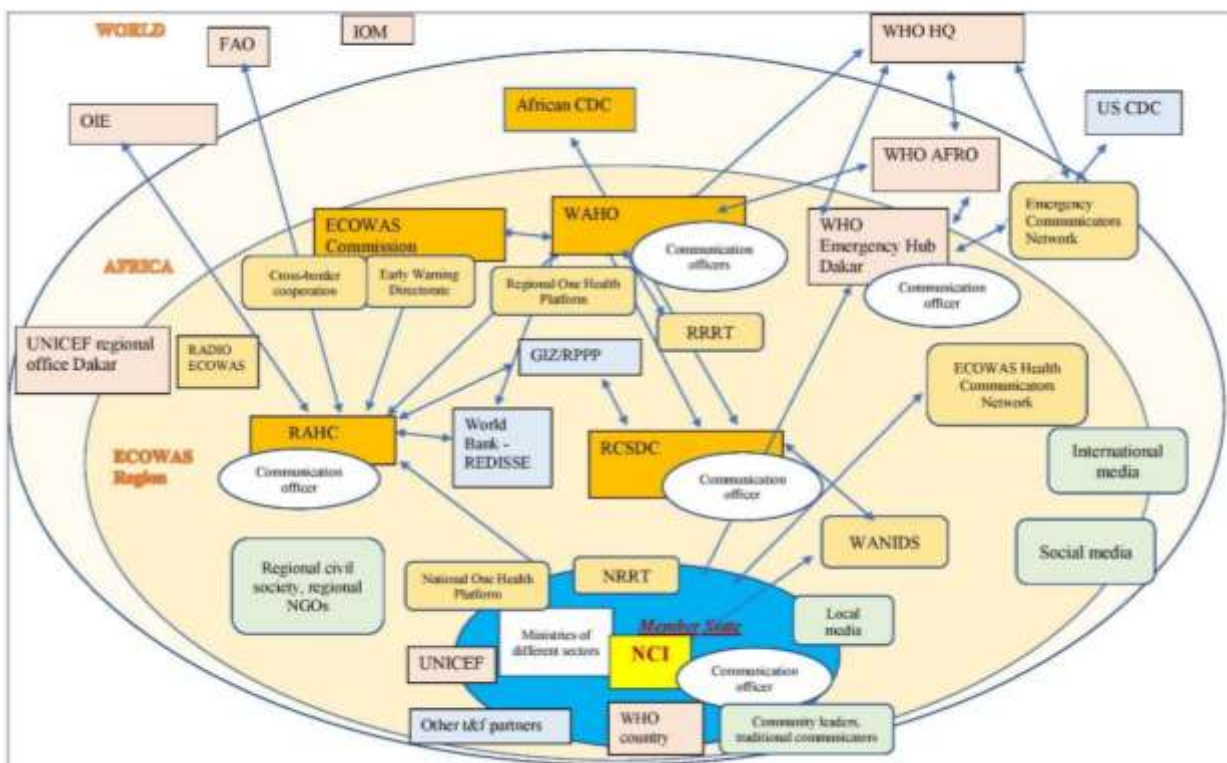 WORLD
FAO
IOM
WHO HQ
OIE
African CDC
US CDC
WHO AFRO
AFRICA
ECOWAS
Commission
Cross-border
cooperation
Early Warning
Directorate
WAHO
Communication
officers
Regional One Health
Platform
RRRT
WHO
Emergency Hub
Dakar
Communication
officer
Emergency
Communicators
Network
UNICEF regional
office Dakar
RADIO
ECOWAS
GIZ/RPPP
ECOWAS Health
Communicators
Network
ECOWAS
Region
RAHC
Communication
officer
World
Bank -
REDISSE
RCSDC
Communication
officer
International
media
WANIDS
Social media
Regional civil
society, regional
NGOs
National One Health
Platform
NRRT
Member State
Local
media
Ministries of
different sectors
NCI
UNICEF
Communication
officer
Other t&f partners
WHO
country
Community leaders,
traditional communicators